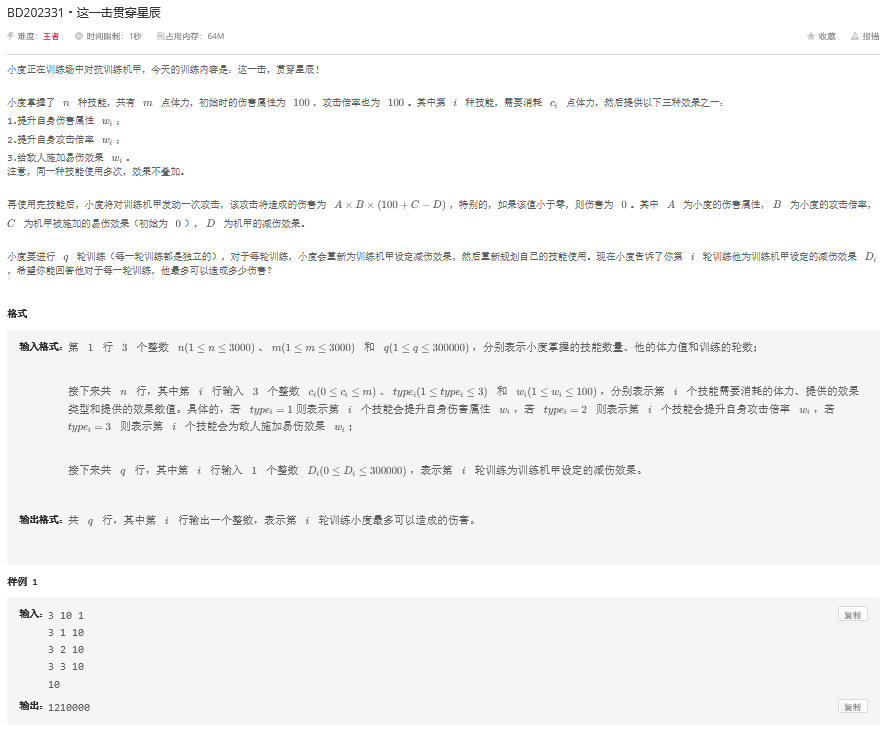 BD202331・这一击贯穿星辰
难度：王者 时间限制：1秒 占用内存：64M 收藏 报错
小度正在训练场中对抗训练机甲，今天的训练内容是：这一击，贯穿星辰！
小度掌握了 n 种技能，共有 m 点体力，初始时的伤害属性为 100，攻击倍率也为 100。其中第 i 种技能，需要消耗 c_i 点体力，然后提供以下三种效果之一：
1.提升自身伤害属性 w_i；
2.提升自身攻击倍率 w_i；
3.给敌人施加易伤效果 w_i。
注意，同一种技能使用多次，效果不叠加。
再使用完技能后，小度将对训练机甲发动一次攻击，该攻击将造成的伤害为 A × B × (100 + C − D)，特别的，如果该值小于零，则伤害为 0。其中 A 为小度的伤害属性，B 为小度的攻击倍率，
C 为机甲被施加的易伤效果（初始为 0），D 为机甲的减伤效果。
小度要进行 q 轮训练（每一轮训练都是独立的），对于每轮训练，小度会重新为训练机甲设定减伤效果，然后重新规划自己的技能使用。现在小度告诉了你第 i 轮训练他为训练机甲设定的减伤效果 D_i
，希望你能回答他对于每一轮训练，他最多可以造成多少伤害？
格式
输入格式：第 1 行 3 个整数 n(1 ≤ n ≤ 3000)、m(1 ≤ m ≤ 3000) 和 q(1 ≤ q ≤ 300000)，分别表示小度掌握的技能数量、他的体力值和训练的轮数；
接下来共 n 行，其中第 i 行输入 3 个整数 c_i(0 ≤ c_i ≤ m)、type_i(1 ≤ type_i ≤ 3) 和 w_i(1 ≤ w_i ≤ 100)，分别表示第 i 个技能需要消耗的体力、提供的效果
类型和提供的效果数值。具体的，若 type_i = 1 则表示第 i 个技能会提升自身伤害属性 w_i，若 type_i = 2 则表示第 i 个技能会提升自身攻击倍率 w_i，若
type_i = 3 则表示第 i 个技能会为敌人施加易伤效果 w_i；
接下来共 q 行，其中第 i 行输入 1 个整数 D_i(0 ≤ D_i ≤ 300000)，表示第 i 轮训练为训练机甲设定的减伤效果。
输出格式：共 q 行，其中第 i 行输出一个整数，表示第 i 轮训练小度最多可以造成的伤害。
样例 1
输入：3 10 1 复制
3 1 10
3 2 10
3 3 10
10
输出：1210000 复制